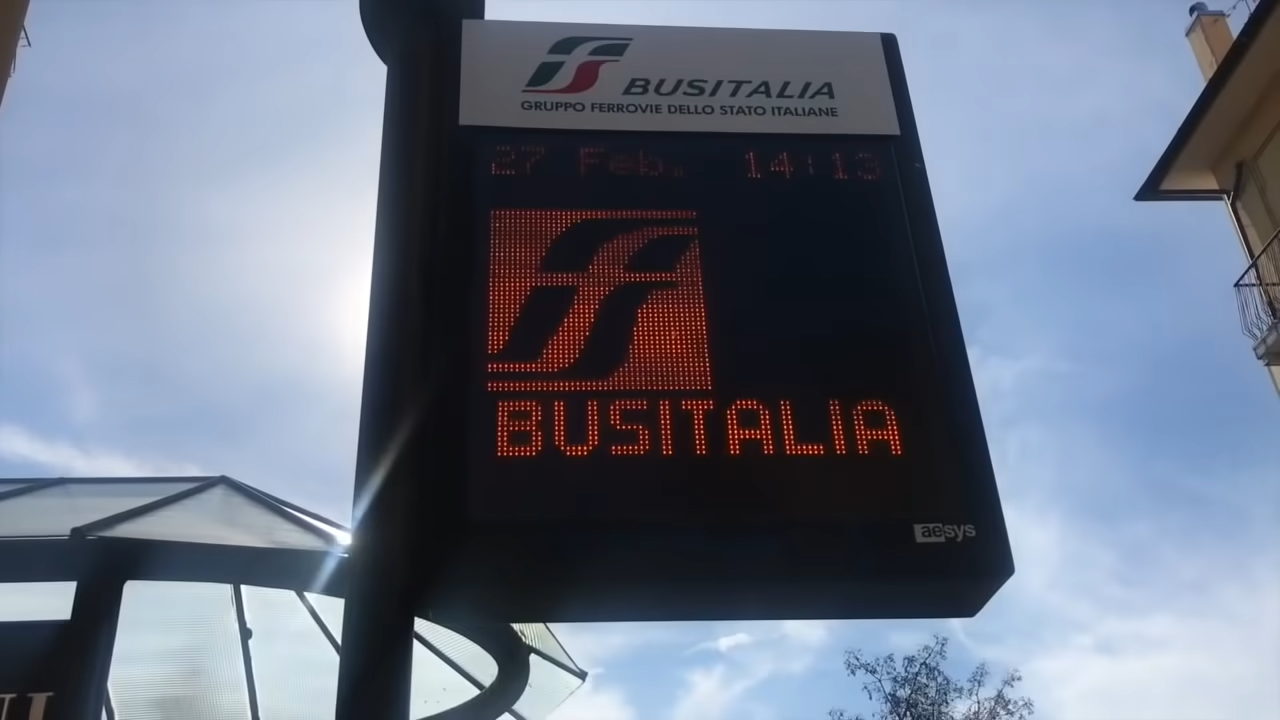 BUSITALIA
GRUPPO FERROVIE DELLO STATO ITALIANE
27 Feb. 14:13
BUSITALIA
aesys